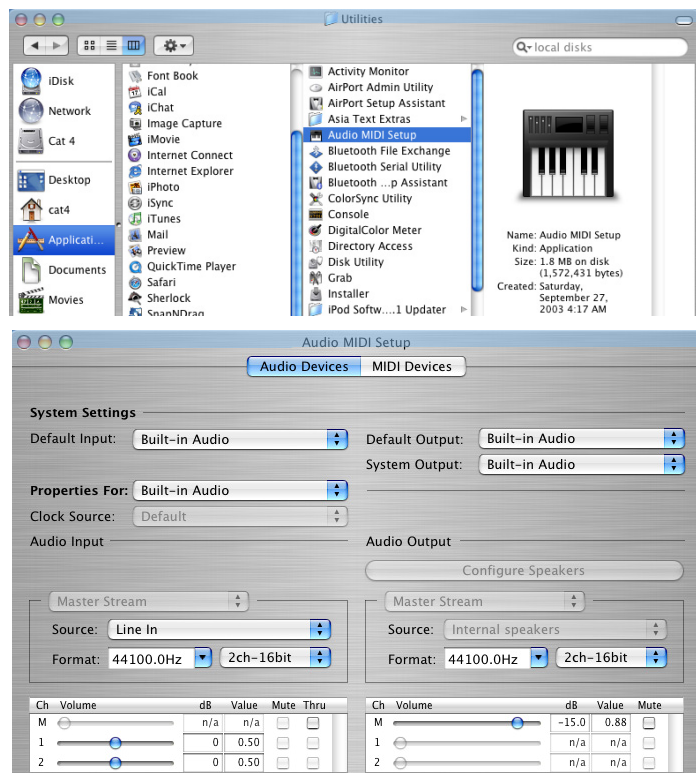 Utilities
local disks
iDisk
Network
Cat 4
Desktop
cat4
Applicati...
Documents
Movies
Font Book
iCal
iChat
Image Capture
iMovie
Internet Connect
Internet Explorer
iPhoto
iSync
iTunes
Mail
Preview
QuickTime Player
Safari
Sherlock
SnapNDrag
Activity Monitor
AirPort Admin Utility
AirPort Setup Assistant
Asia Text Extras
Audio MIDI Setup
Bluetooth File Exchange
Bluetooth Serial Utility
Bluetooth ...p Assistant
ColorSync Utility
Console
DigitalColor Meter
Directory Access
Disk Utility
Grab
Installer
iPod Softw....1 Updater
Name: Audio MIDI Setup
Kind: Application
Size: 1.8 MB on disk
(1,572,431 bytes)
Created: Saturday,
September 27,
2003 4:17 AM
Audio MIDI Setup
Audio Devices MIDI Devices
System Settings
Default Input: Built-in Audio
Default Output: Built-in Audio
System Output: Built-in Audio
Properties For: Built-in Audio
Clock Source: Default
Audio Input
Audio Output
Configure Speakers
Master Stream
Source: Line In
Format: 44100.0Hz 2ch-16bit
Master Stream
Source: Internal speakers
Format: 44100.0Hz 2ch-16bit
Ch Volume dB Value Mute Thru
M n/a n/a
1 0 0.50
2 0 0.50
Ch Volume dB Value Mute
M -15.0 0.88
1 n/a n/a
2 n/a n/a